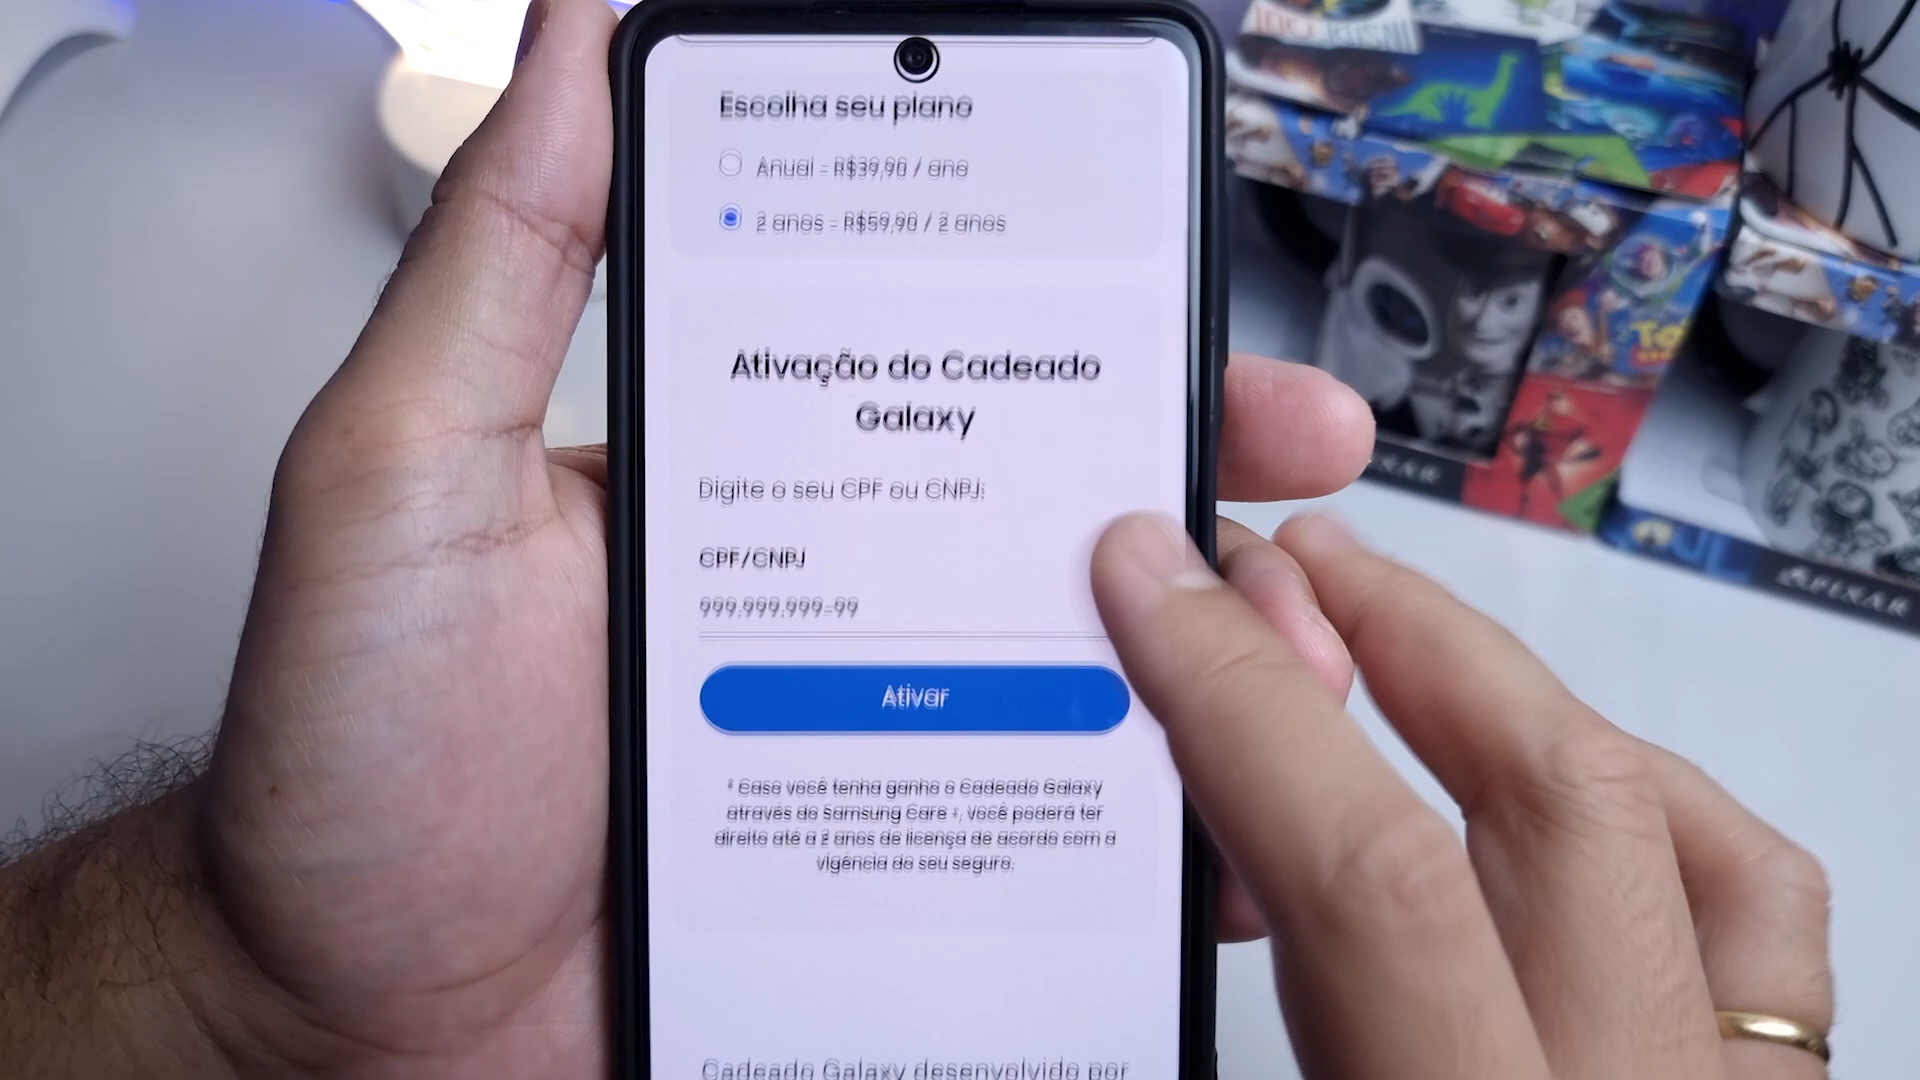 Escolha seu plano
Anual - R$39,90 / ano
2 anos - R$59,90 / 2 anos
Ativação do Cadeado
Galaxy
Digite o seu CPF ou CNPJ:
CPF/CNPJ
999.999.999-99
Ativar
* Caso você tenha ganho o Cadeado Galaxy
através do Samsung Care +, você poderá ter
direito até a 2 anos de licença de acordo com a
vigência do seu seguro.
Cadeado Galaxy desenvolvido por
PIXAR